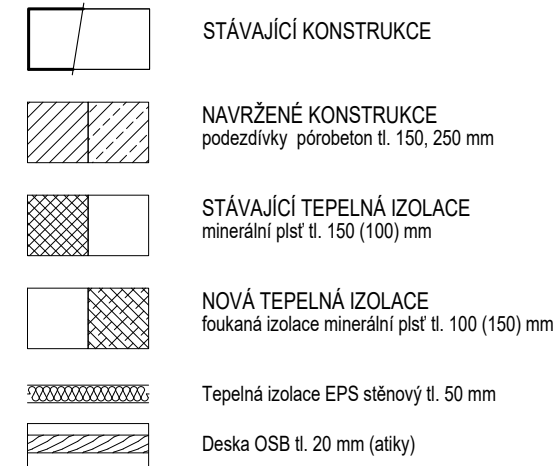 STÁVAJÍCÍ KONSTRUKCE
NAVRŽENÉ KONSTRUKCE
podezdívky pórobeton tl. 150, 250 mm
STÁVAJÍCÍ TEPELNÁ IZOLACE
minerální plsť tl. 150 (100) mm
NOVÁ TEPELNÁ IZOLACE
foukaná izolace minerální plsť tl. 100 (150) mm
Tepelná izolace EPS stěnový tl. 50 mm
Deska OSB tl. 20 mm (atiky)